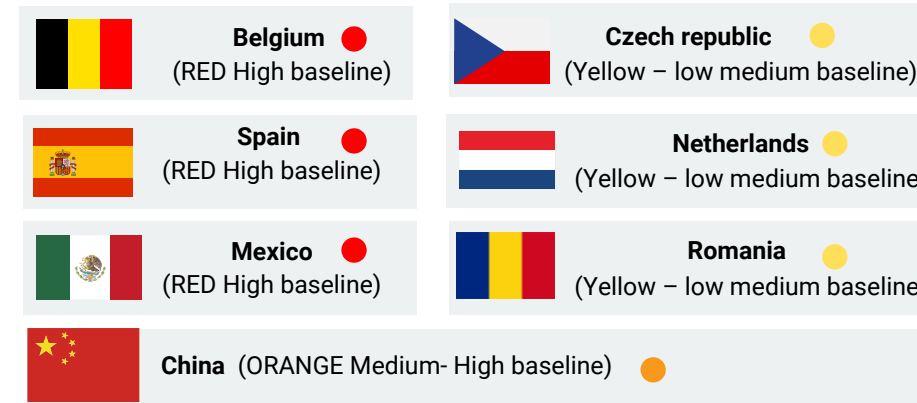 Belgium
(RED High baseline)
Czech republic
(Yellow – low medium baseline)
Spain
(RED High baseline)
Netherlands
(Yellow – low medium baseline
Mexico
(RED High baseline)
Romania
(Yellow – low medium baseline
China (ORANGE Medium- High baseline)